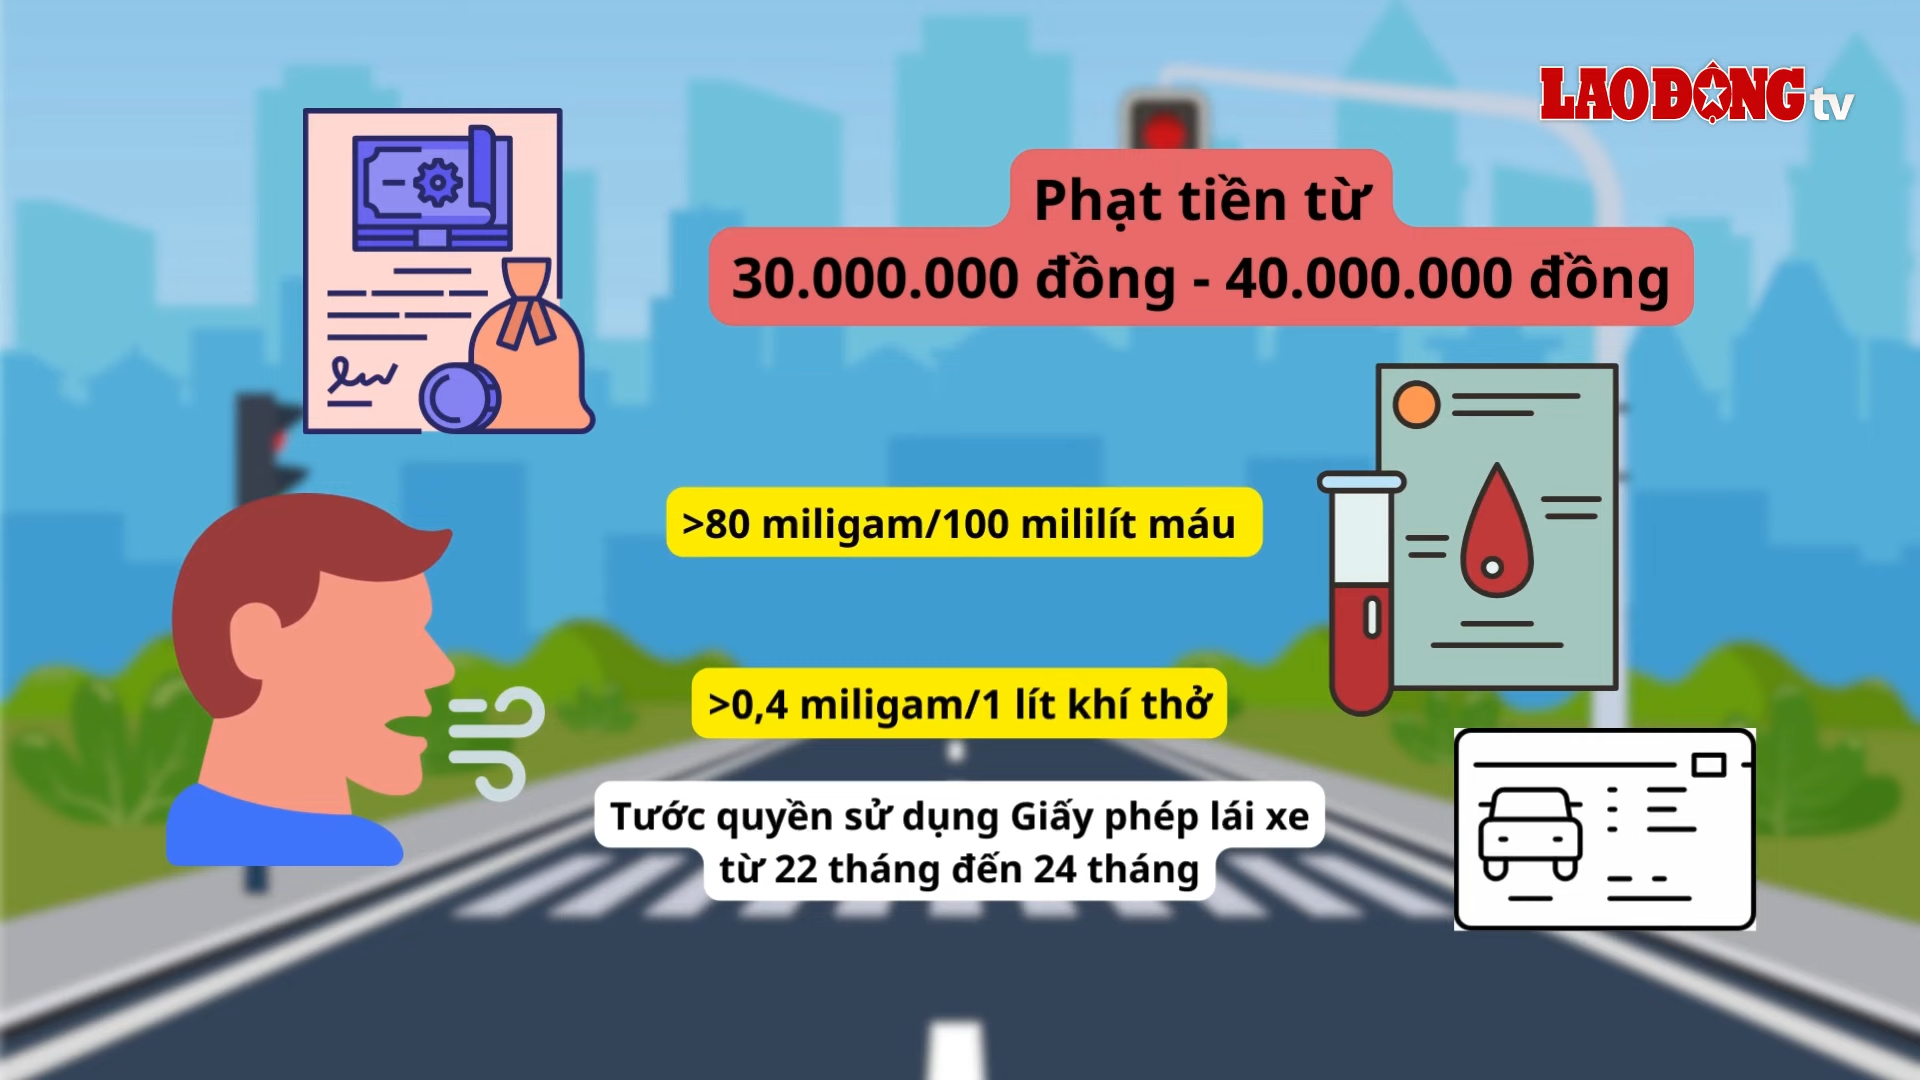 LAO ĐỘNG tv
Phạt tiền từ
30.000.000 đồng - 40.000.000 đồng
>80 miligam/100 mililít máu
>0,4 miligam/1 lít khí thở
Tước quyền sử dụng Giấy phép lái xe
từ 22 tháng đến 24 tháng